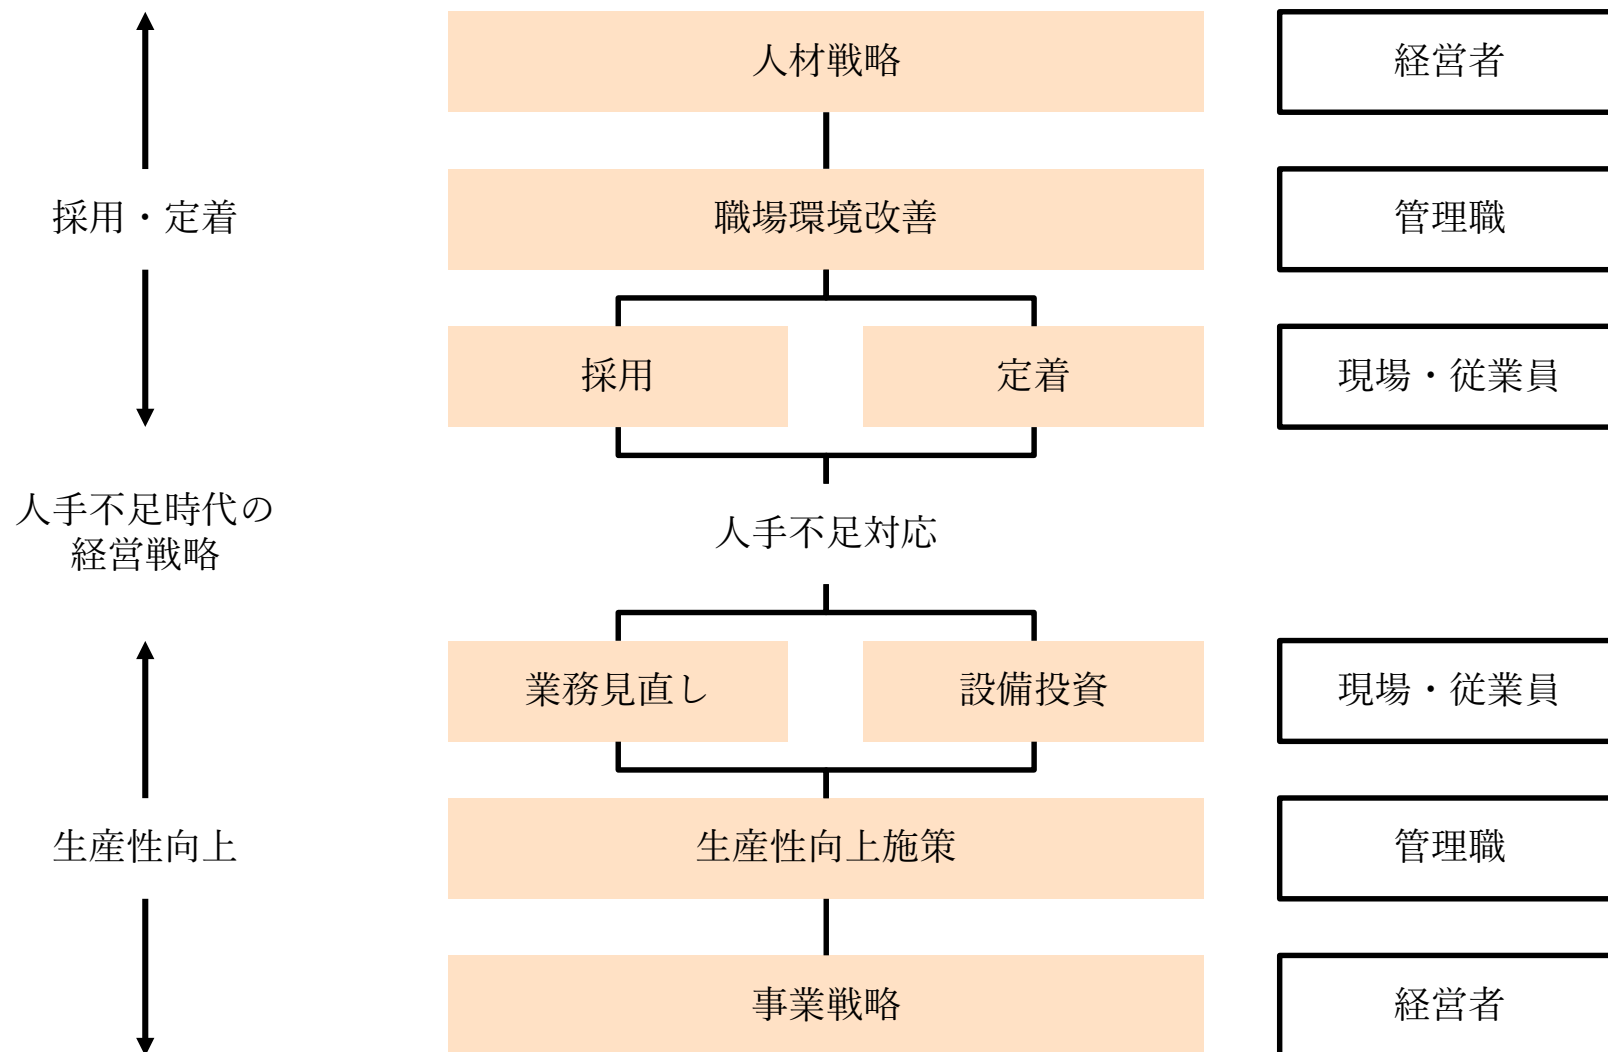 人材戦略
経営者
採用・定着
職場環境改善
管理職
採用
定着
現場・従業員
人手不足時代の
経営戦略
人手不足対応
業務見直し
設備投資
現場・従業員
生産性向上
生産性向上施策
管理職
事業戦略
経営者